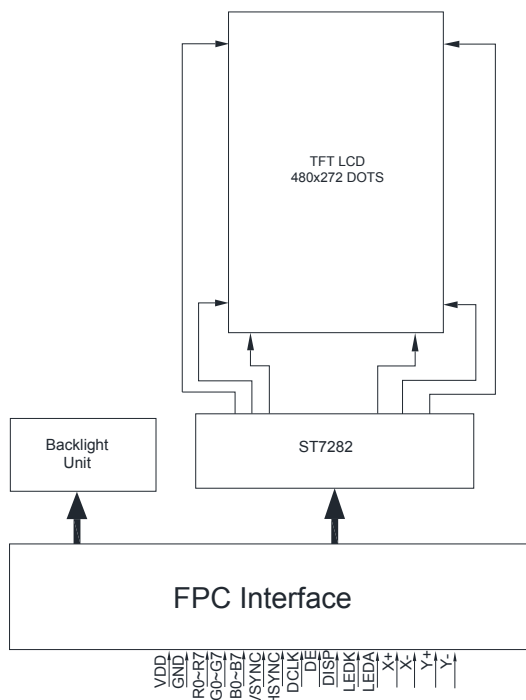 TFT LCD
480x272 DOTS
ST7282
Backlight
Unit
FPC Interface
VDD
GND
R0~R7
G0~G7
B0~B7
VSYNC
HSYNC
DCLK
DE
DISP
LEDK
LEDA
X+
X-
Y+
Y-